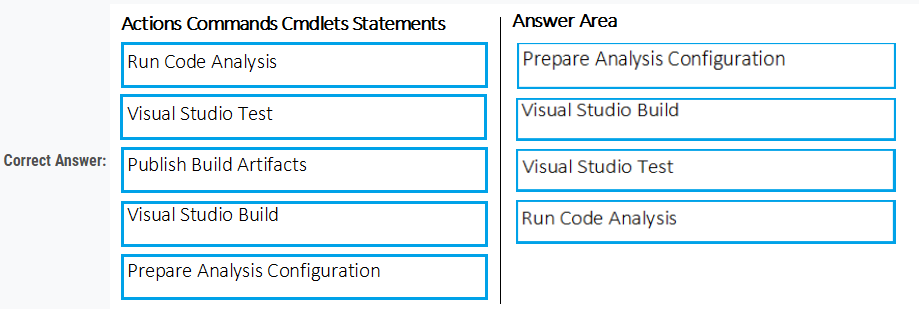 Actions Commands Cmdlets Statements
Answer Area
Run Code Analysis
Visual Studio Test
Correct Answer:
Publish Build Artifacts
Visual Studio Build
Prepare Analysis Configuration
Prepare Analysis Configuration
Visual Studio Build
Visual Studio Test
Run Code Analysis